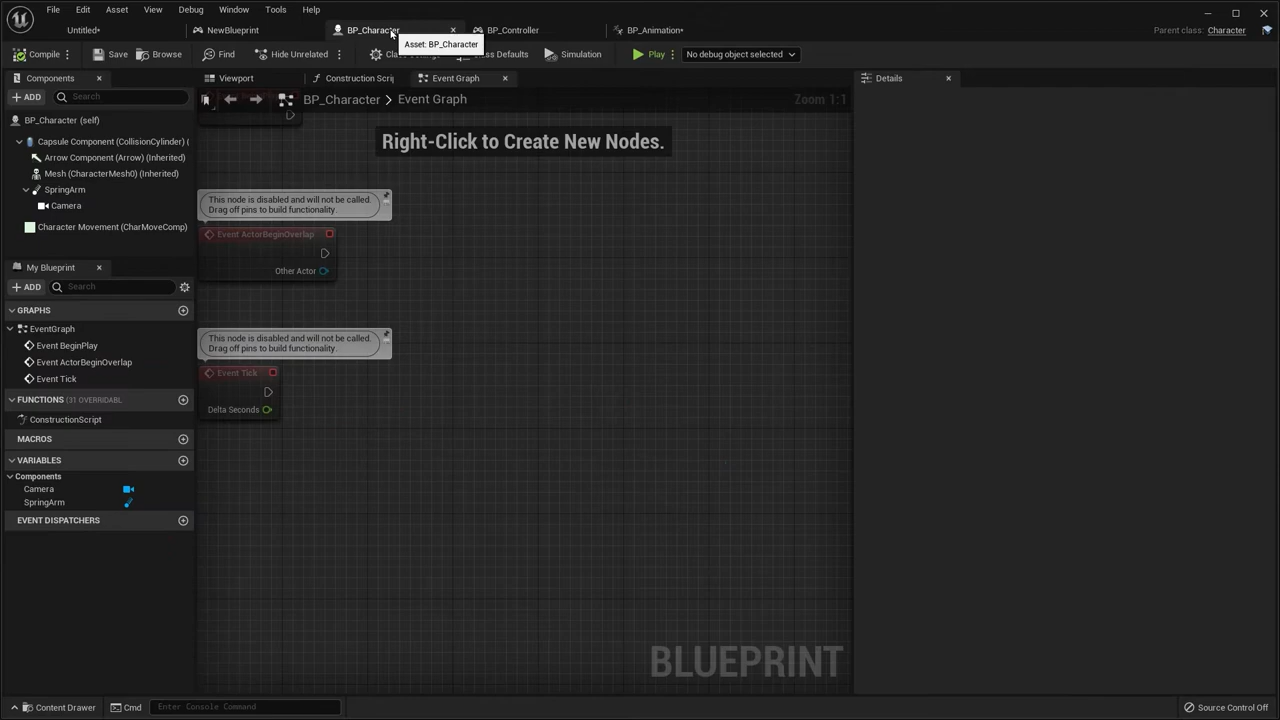 File Edit Asset View Window Debug Tools Help
Untitled* NewBlueprint BP_Character BP_Controller BP_Animation* Parent class: Character
Asset: BP_Character
Compile Save Browse Find Hide Unrelated Defaults Simulation Play No debug object selected
Components Viewport Construction Scrip Event Graph Details
ADD Search BP_Character Event Graph Zoom 1:1
BP_Character (self)
Right-Click to Create New Nodes.
Capsule Component (CollisionCylinder) (
Arrow Component (Arrow) (Inherited)
Mesh (CharacterMesh0) (Inherited)
SpringArm
Camera
Character Movement (CharMoveComp)
This node is disabled and will not be called.
Drag off pins to build functionality.
Event ActorBeginOverlap
Other Actor
My Blueprint
ADD Search
GRAPHS
EventGraph
Event BeginPlay
Event ActorBeginOverlap
Event Tick
FUNCTIONS (31 OVERRIDABL
ConstructionScript
MACROS
VARIABLES
Components
Camera
SpringArm
EVENT DISPATCHERS
This node is disabled and will not be called.
Drag off pins to build functionality.
Event Tick
Delta Seconds
BLUEPRINT
Content Drawer Cmd Enter Console Command Source Control Off